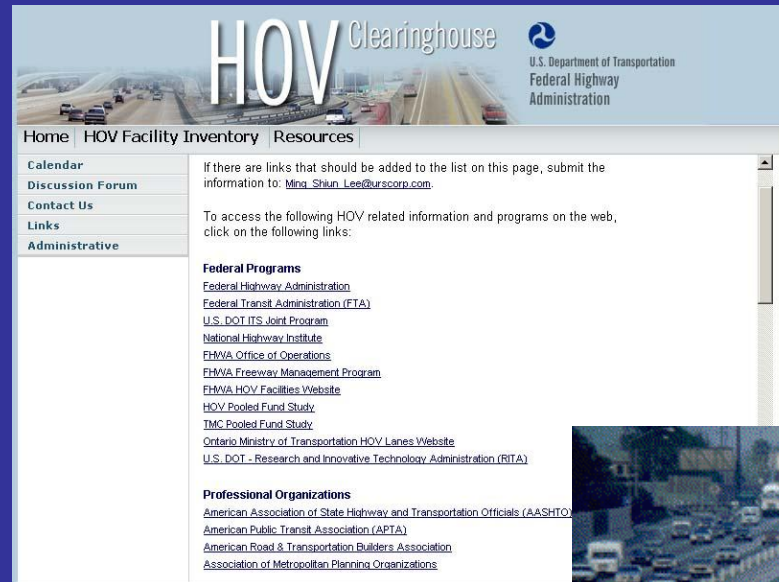 HOV Clearinghouse
U.S. Department of Transportation
Federal Highway
Administration
Home HOV Facility Inventory Resources
Calendar
Discussion Forum
Contact Us
Links
Administrative
If there are links that should be added to the list on this page, submit the
information to: Ming_Shiun_Lee@urscorp.com.
To access the following HOV related information and programs on the web,
click on the following links:
Federal Programs
Federal Highway Administration
Federal Transit Administration (FTA)
U.S. DOT ITS Joint Program
National Highway Institute
FHWA Office of Operations
FHWA Freeway Management Program
FHWA HOV Facilities Website
HOV Pooled Fund Study
TMC Pooled Fund Study
Ontario Ministry of Transportation HOV Lanes Website
U.S. DOT - Research and Innovative Technology Administration (RITA)
Professional Organizations
American Association of State Highway and Transportation Officials (AASHTO)
American Public Transit Association (APTA)
American Road & Transportation Builders Association
Association of Metropolitan Planning Organizations